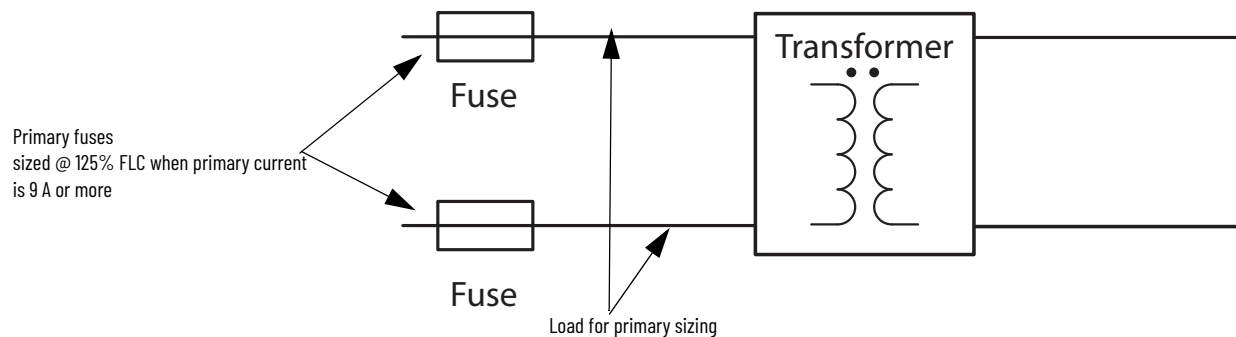 Transformer
Fuse
Primary fuses
sized @ 125% FLC when primary current
is 9 A or more
Fuse
Load for primary sizing